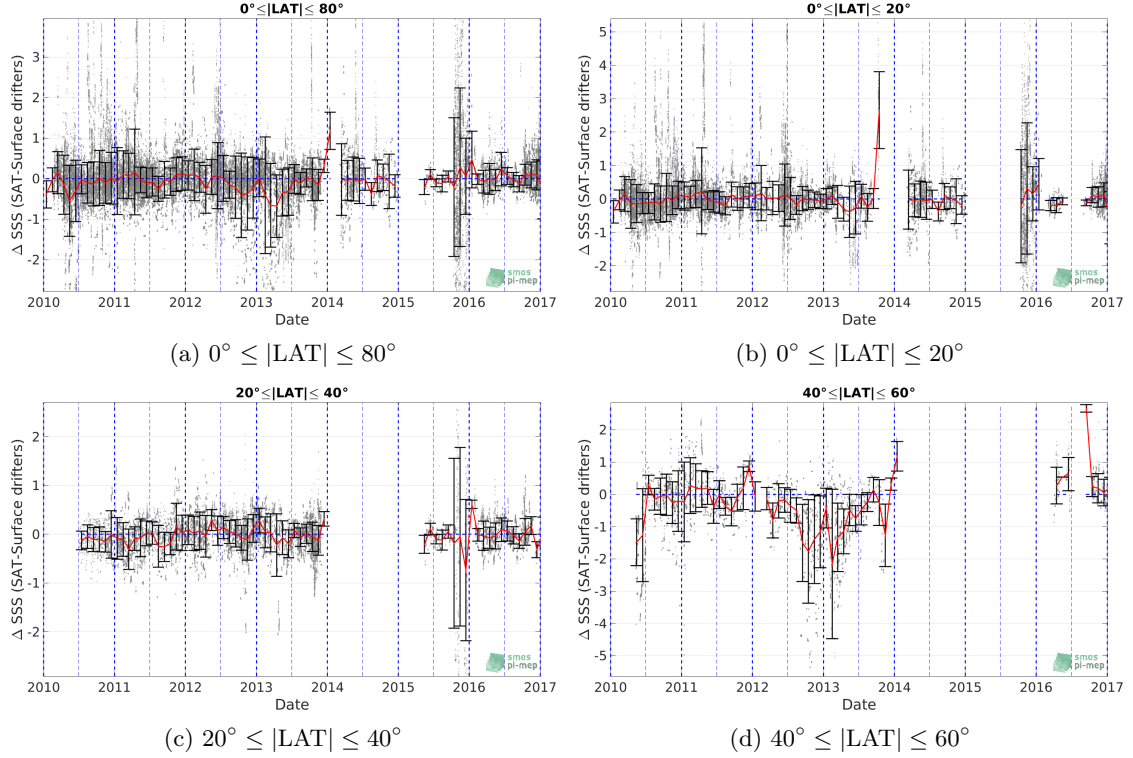 0°≤|LAT|≤ 80°
Δ SSS (SAT-Surface drifters)
3
2
1
0
-1
-2
2010 2011 2012 2013 2014 2015 2016 2017
Date
smos
pi-mep
(a) 0° ≤ |LAT| ≤ 80°
0°≤|LAT|≤ 20°
Δ SSS (SAT-Surface drifters)
5
4
3
2
1
0
-1
-2
2010 2011 2012 2013 2014 2015 2016 2017
Date
smos
pi-mep
(b) 0° ≤ |LAT| ≤ 20°
20°≤|LAT|≤ 40°
Δ SSS (SAT-Surface drifters)
2
1
0
-1
-2
2010 2011 2012 2013 2014 2015 2016 2017
Date
smos
pi-mep
(c) 20° ≤ |LAT| ≤ 40°
40°≤|LAT|≤ 60°
Δ SSS (SAT-Surface drifters)
2
1
0
-1
-2
-3
-4
-5
2010 2011 2012 2013 2014 2015 2016 2017
Date
smos
pi-mep
(d) 40° ≤ |LAT| ≤ 60°